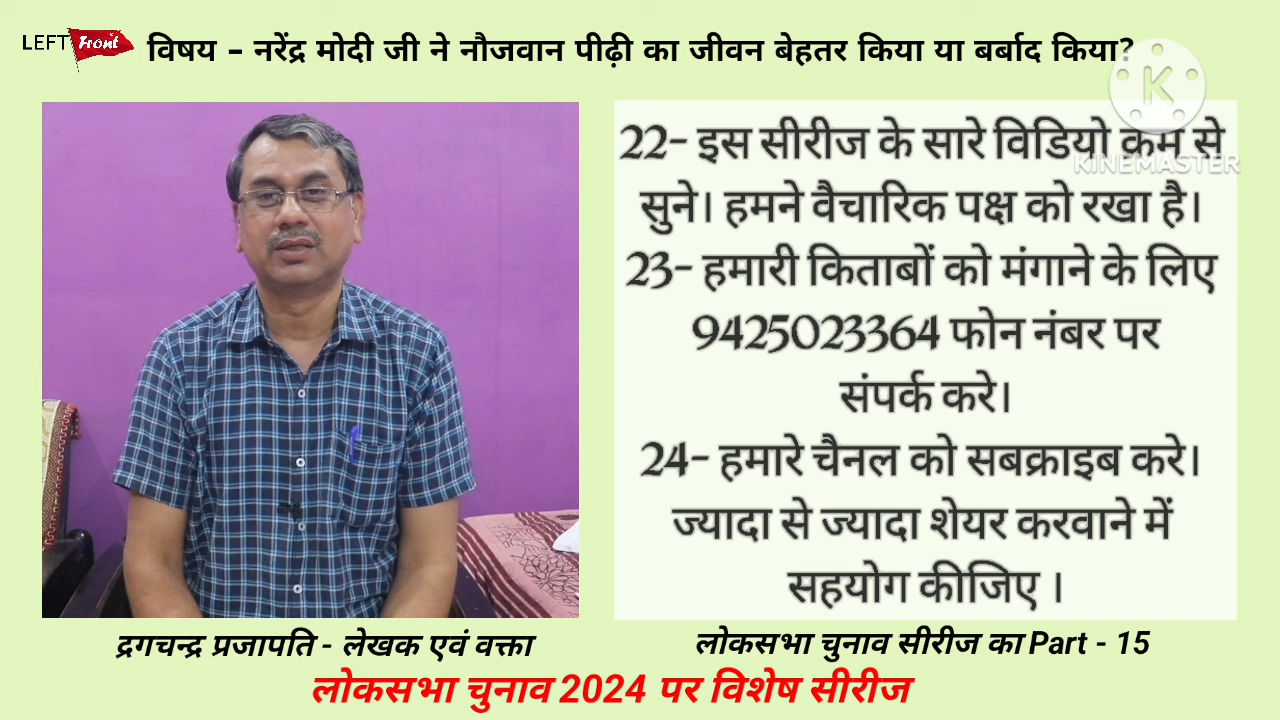 LEFT Front
विषय – नरेंद्र मोदी जी ने नौजवान पीढ़ी का जीवन बेहतर किया या बर्बाद किया?
K
KINEMASTER
22- इस सीरीज के सारे विडियो क्रम से
सुने। हमने वैचारिक पक्ष को रखा है।
23- हमारी किताबों को मंगाने के लिए
9425023364 फोन नंबर पर
संपर्क करे।
24- हमारे चैनल को सबक्राइब करे।
ज्यादा से ज्यादा शेयर करवाने में
सहयोग कीजिए ।
द्रगचन्द्र प्रजापति - लेखक एवं वक्ता
लोकसभा चुनाव सीरीज का Part - 15
लोकसभा चुनाव 2024 पर विशेष सीरीज